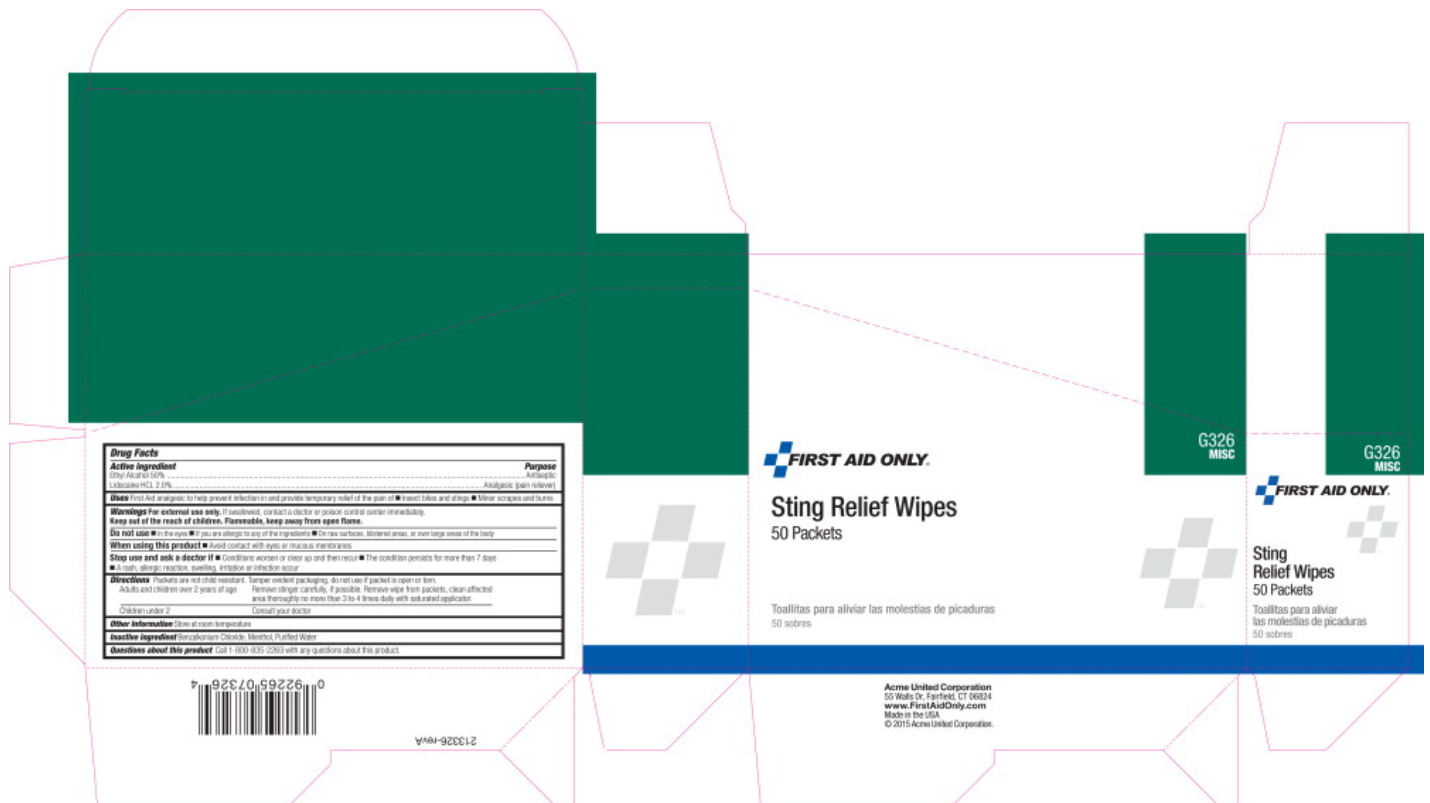 Drug Facts
Active ingredient Purpose
Ethyl Alcohol 50% Antiseptic
Lidocaine HCL 2.0% Analgesic (pain reliever)
Uses First Aid analgesic to help prevent infection in and provide temporary relief of the pain of ■ Insect bites and stings ■ Minor scrapes and burns
Warnings For external use only. If swallowed, contact a doctor or poison control center immediately.
Keep out of the reach of children. Flammable, keep away from open flame.
Do not use ■ In the eyes ■ If you are allergic to any of the ingredients ■ On raw surfaces, blistered areas, or over large areas of the body
When using this product ■ Avoid contact with eyes or mucous membranes
Stop use and ask a doctor if ■ Conditions worsen or clear up and then recur ■ The condition persists for more than 7 days
■ A rash, allergic reaction, swelling, irritation or infection occur
Directions Packets are not child resistant. Tamper evident packaging, do not use if packet is open or torn.
Adults and children over 2 years of age Remove stinger carefully, if possible. Remove wipe from packets, clean affected
area thoroughly no more than 3 to 4 times daily with saturated applicator.
Children under 2 Consult your doctor
Other Information Store at room temperature
Inactive ingredient Benzalkonium Chloride, Menthol, Purified Water
Questions about this product Call 1-800-835-2263 with any questions about this product.
0 92265 07326 4
213326-revA
FIRST AID ONLY®
Sting Relief Wipes
50 Packets
TM
Toallitas para aliviar las molestias de picaduras
50 sobres
Acme United Corporation
55 Walls Dr, Fairfield, CT 06824
www.FirstAidOnly.com
Made in the USA
© 2015 Acme United Corporation.
G326
MISC
TM
G326
MISC
FIRST AID ONLY®
Sting
Relief Wipes
50 Packets
Toallitas para aliviar
las molestias de picaduras
50 sobres